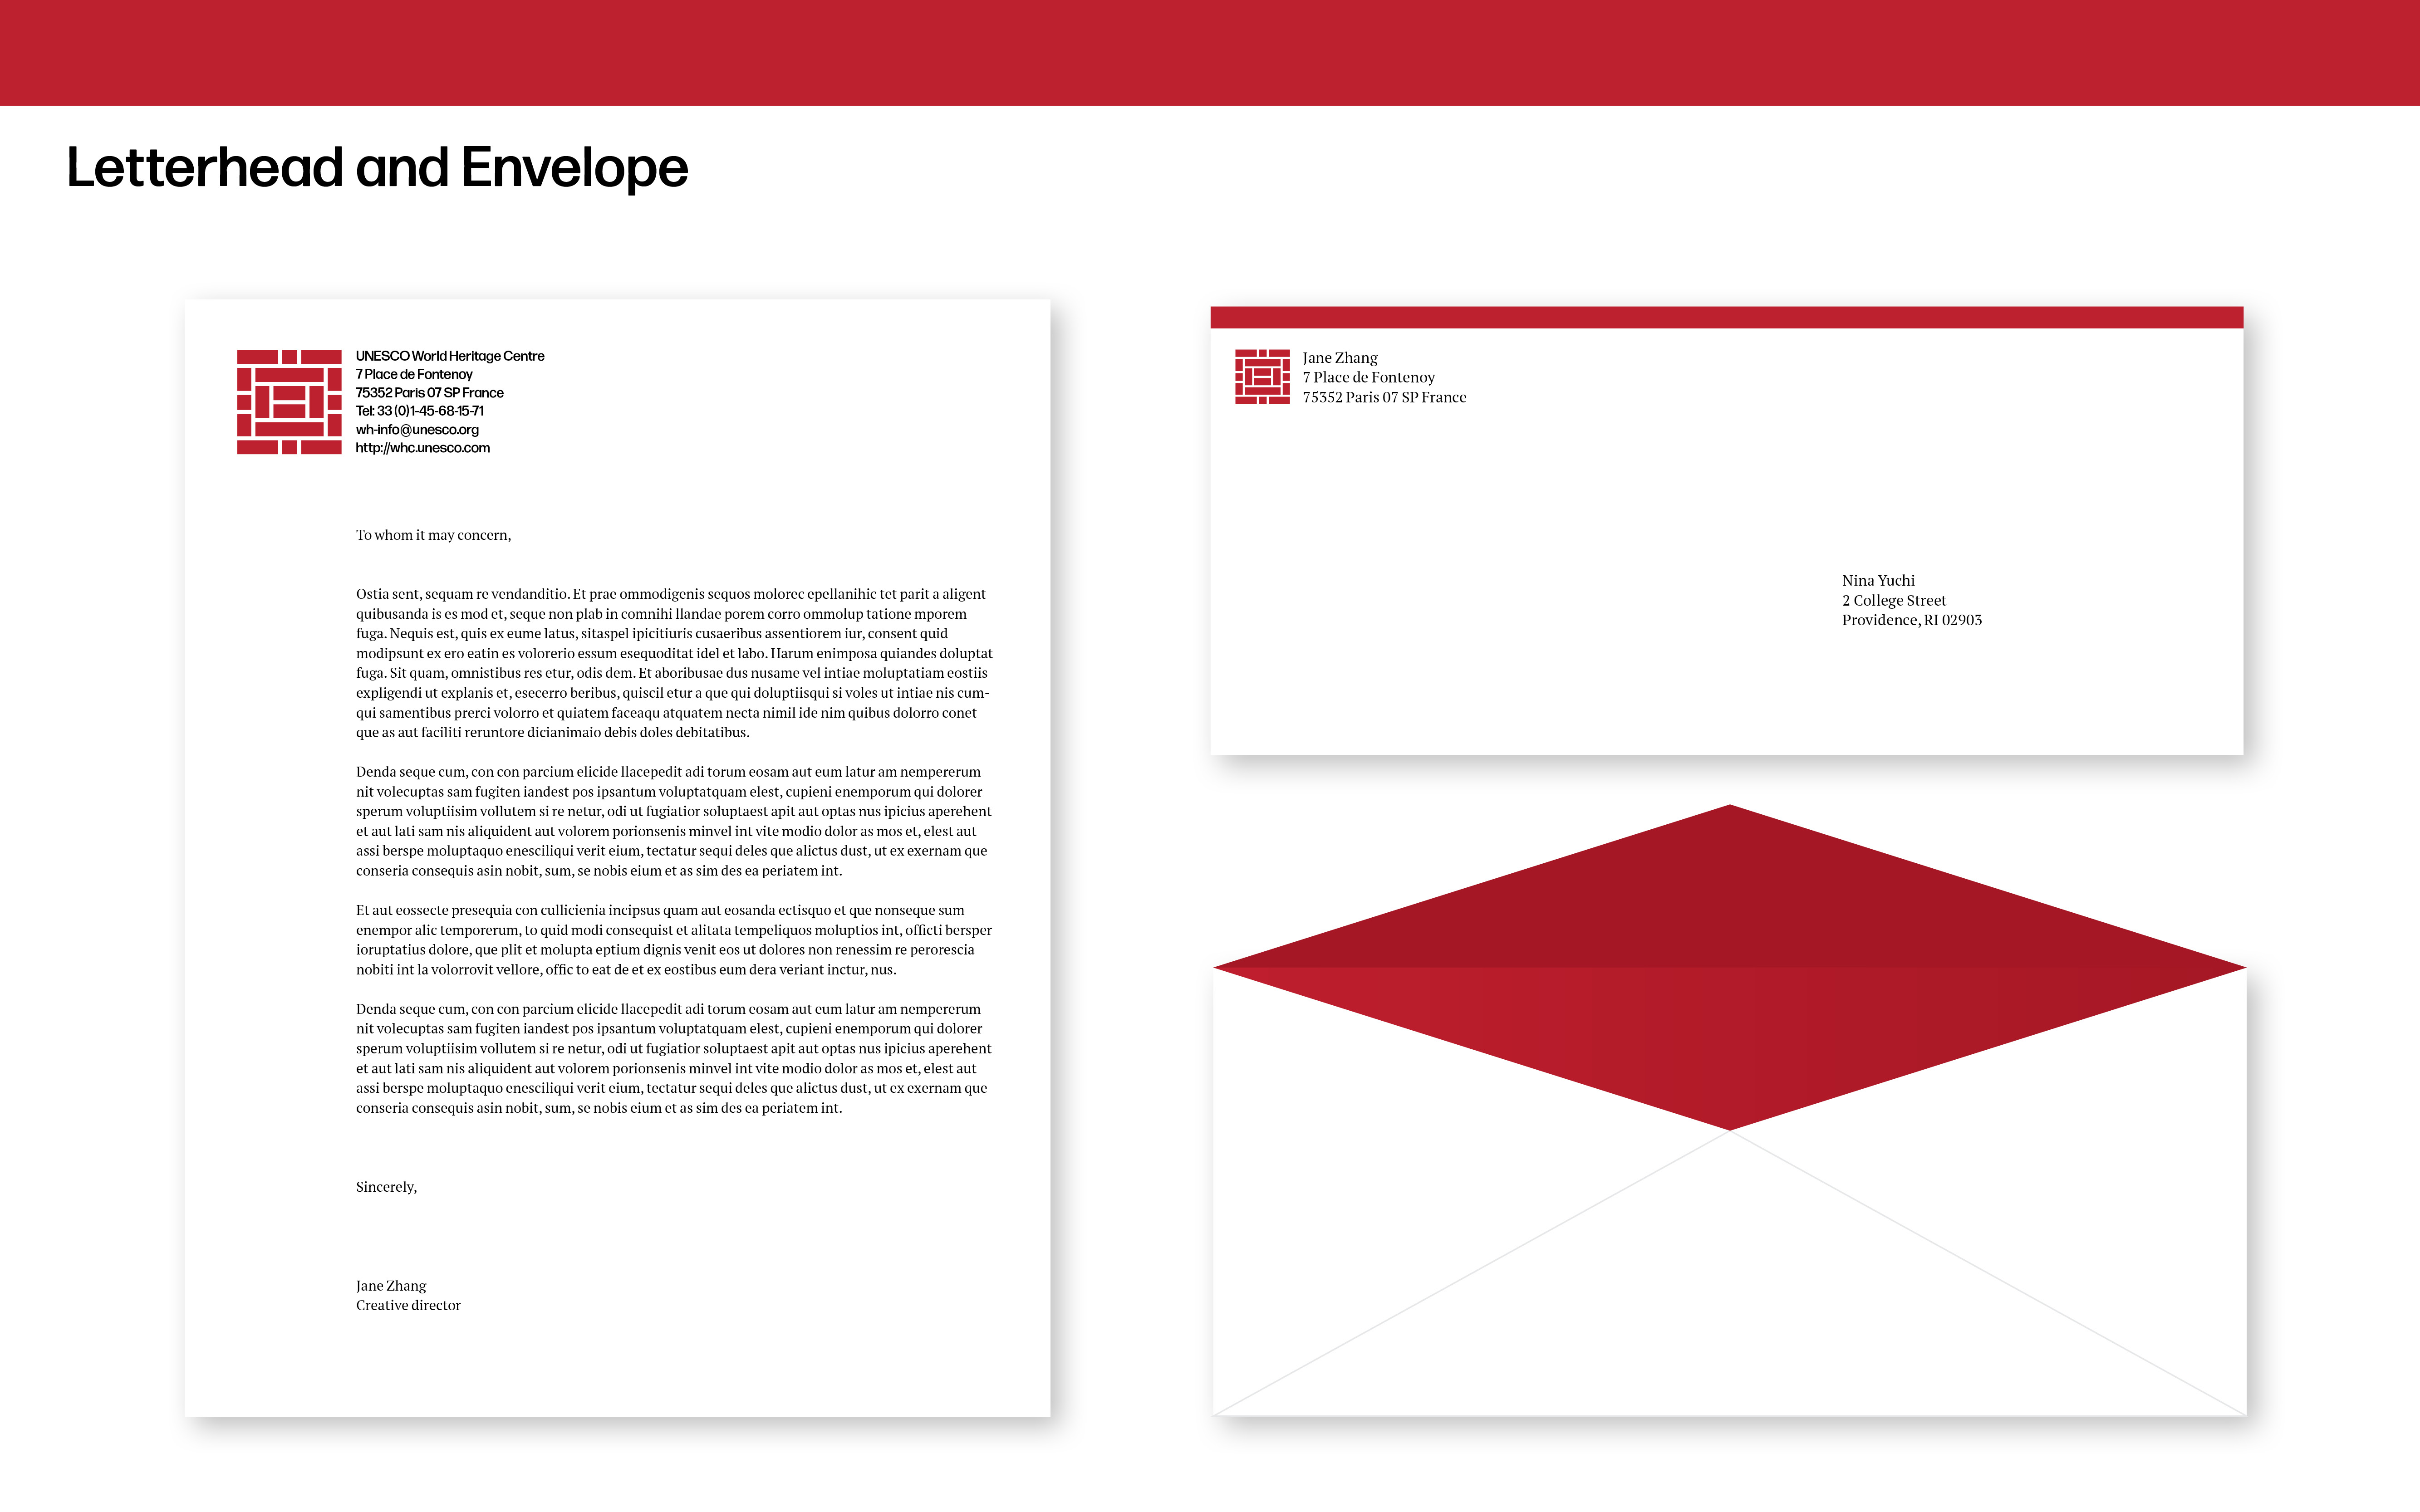 Letterhead and Envelope
UNESCO World Heritage Centre
7 Place de Fontenoy
75352 Paris 07 SP France
Tel: 33 (0)1-45-68-15-71
wh-info@unesco.org
http://whc.unesco.com
To whom it may concern,
Ostia sent, sequam re vendanditio. Et prae ommodigenis sequos molorec epellanihic tet parit a aligent
quibusanda is es mod et, seque non plab in comnihi llandae porem corro ommolup tatione mporem
fuga. Nequis est, quis ex eume latus, sitaspel ipicitiuris cusaeribus assentiorem iur, consent quid
modipsunt ex ero eatin es volorerio essum esequoditat idel et labo. Harum enimposa quiandes doluptat
fuga. Sit quam, omnistibus res etur, odis dem. Et aboribusae dus nusame vel intiae moluptatiam eostiis
expligendi ut explanis et, esecerro beribus, quiscil etur a que qui doluptiisqui si voles ut intiae nis cum-
qui samentibus prerci volorro et quiatem faceaqu atquatem necta nimil ide nim quibus dolorro conet
que as aut faciliti reruntore dicianimaio debis doles debitatibus.
Denda seque cum, con con parcium elicide llacepedit adi torum eosam aut eum latur am nempererum
nit volecuptas sam fugiten iandest pos ipsantum voluptatquam elest, cupieni enemporum qui dolorer
sperum voluptiisim vollutem si re netur, odi ut fugiatior soluptaest apit aut optas nus ipicius aperehent
et aut lati sam nis aliquident aut volorem porionsenis minvel int vite modio dolor as mos et, elest aut
assi berspe moluptaquo enesciliqui verit eium, tectatur sequi deles que alictus dust, ut ex exernam que
conseria consequis asin nobit, sum, se nobis eium et as sim des ea periatem int.
Et aut eossecte presequia con cullicienia incipsus quam aut eosanda ectisquo et que nonseque sum
enempor alic temporerum, to quid modi consequist et alitata tempeliquos moluptios int, officti bersper
ioruptatius dolore, que plit et molupta eptium dignis venit eos ut dolores non renessim re perorescia
nobiti int la volorrovit vellore, offic to eat de et ex eostibus eum dera veriant inctur, nus.
Denda seque cum, con con parcium elicide llacepedit adi torum eosam aut eum latur am nempererum
nit volecuptas sam fugiten iandest pos ipsantum voluptatquam elest, cupieni enemporum qui dolorer
sperum voluptiisim vollutem si re netur, odi ut fugiatior soluptaest apit aut optas nus ipicius aperehent
et aut lati sam nis aliquident aut volorem porionsenis minvel int vite modio dolor as mos et, elest aut
assi berspe moluptaquo enesciliqui verit eium, tectatur sequi deles que alictus dust, ut ex exernam que
conseria consequis asin nobit, sum, se nobis eium et as sim des ea periatem int.
Sincerely,
Jane Zhang
Creative director
Jane Zhang
7 Place de Fontenoy
75352 Paris 07 SP France
Nina Yuchi
2 College Street
Providence, RI 02903